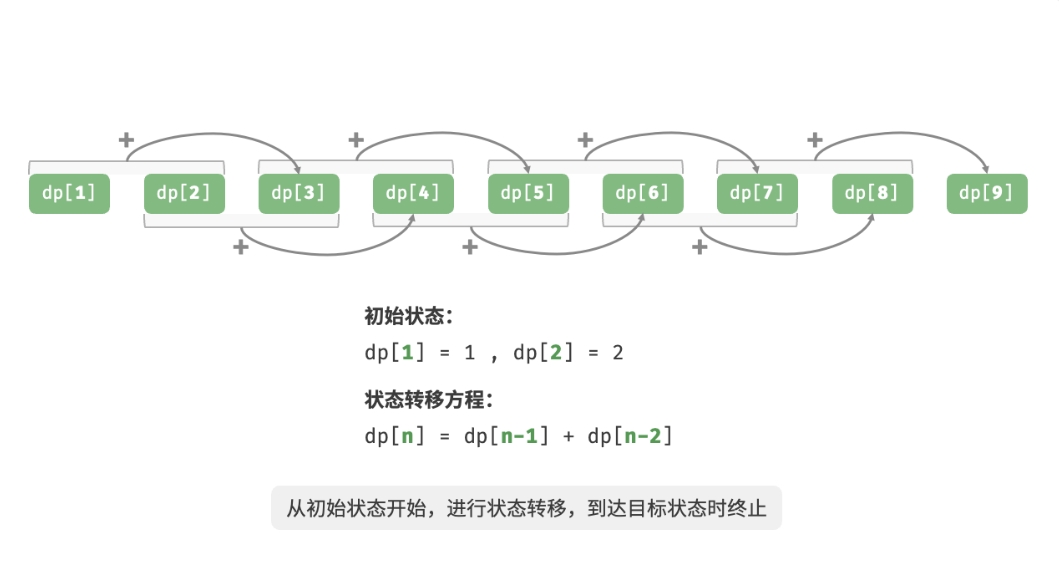 + + + +
dp[1] dp[2] dp[3] dp[4] dp[5] dp[6] dp[7] dp[8] dp[9]
+ + +
初始状态：
dp[1] = 1 , dp[2] = 2
状态转移方程：
dp[n] = dp[n-1] + dp[n-2]
从初始状态开始，进行状态转移，到达目标状态时终止